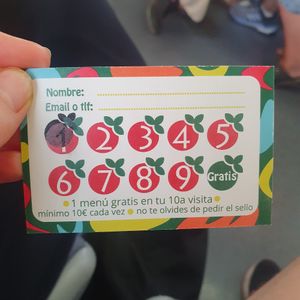 Nombre:
Email o tlf:
1 2 3 4 5
6 7 8 9 Gratis
1 menú gratis en tu 10a visita
mínimo 10€ cada vez no te olvides de pedir el sello